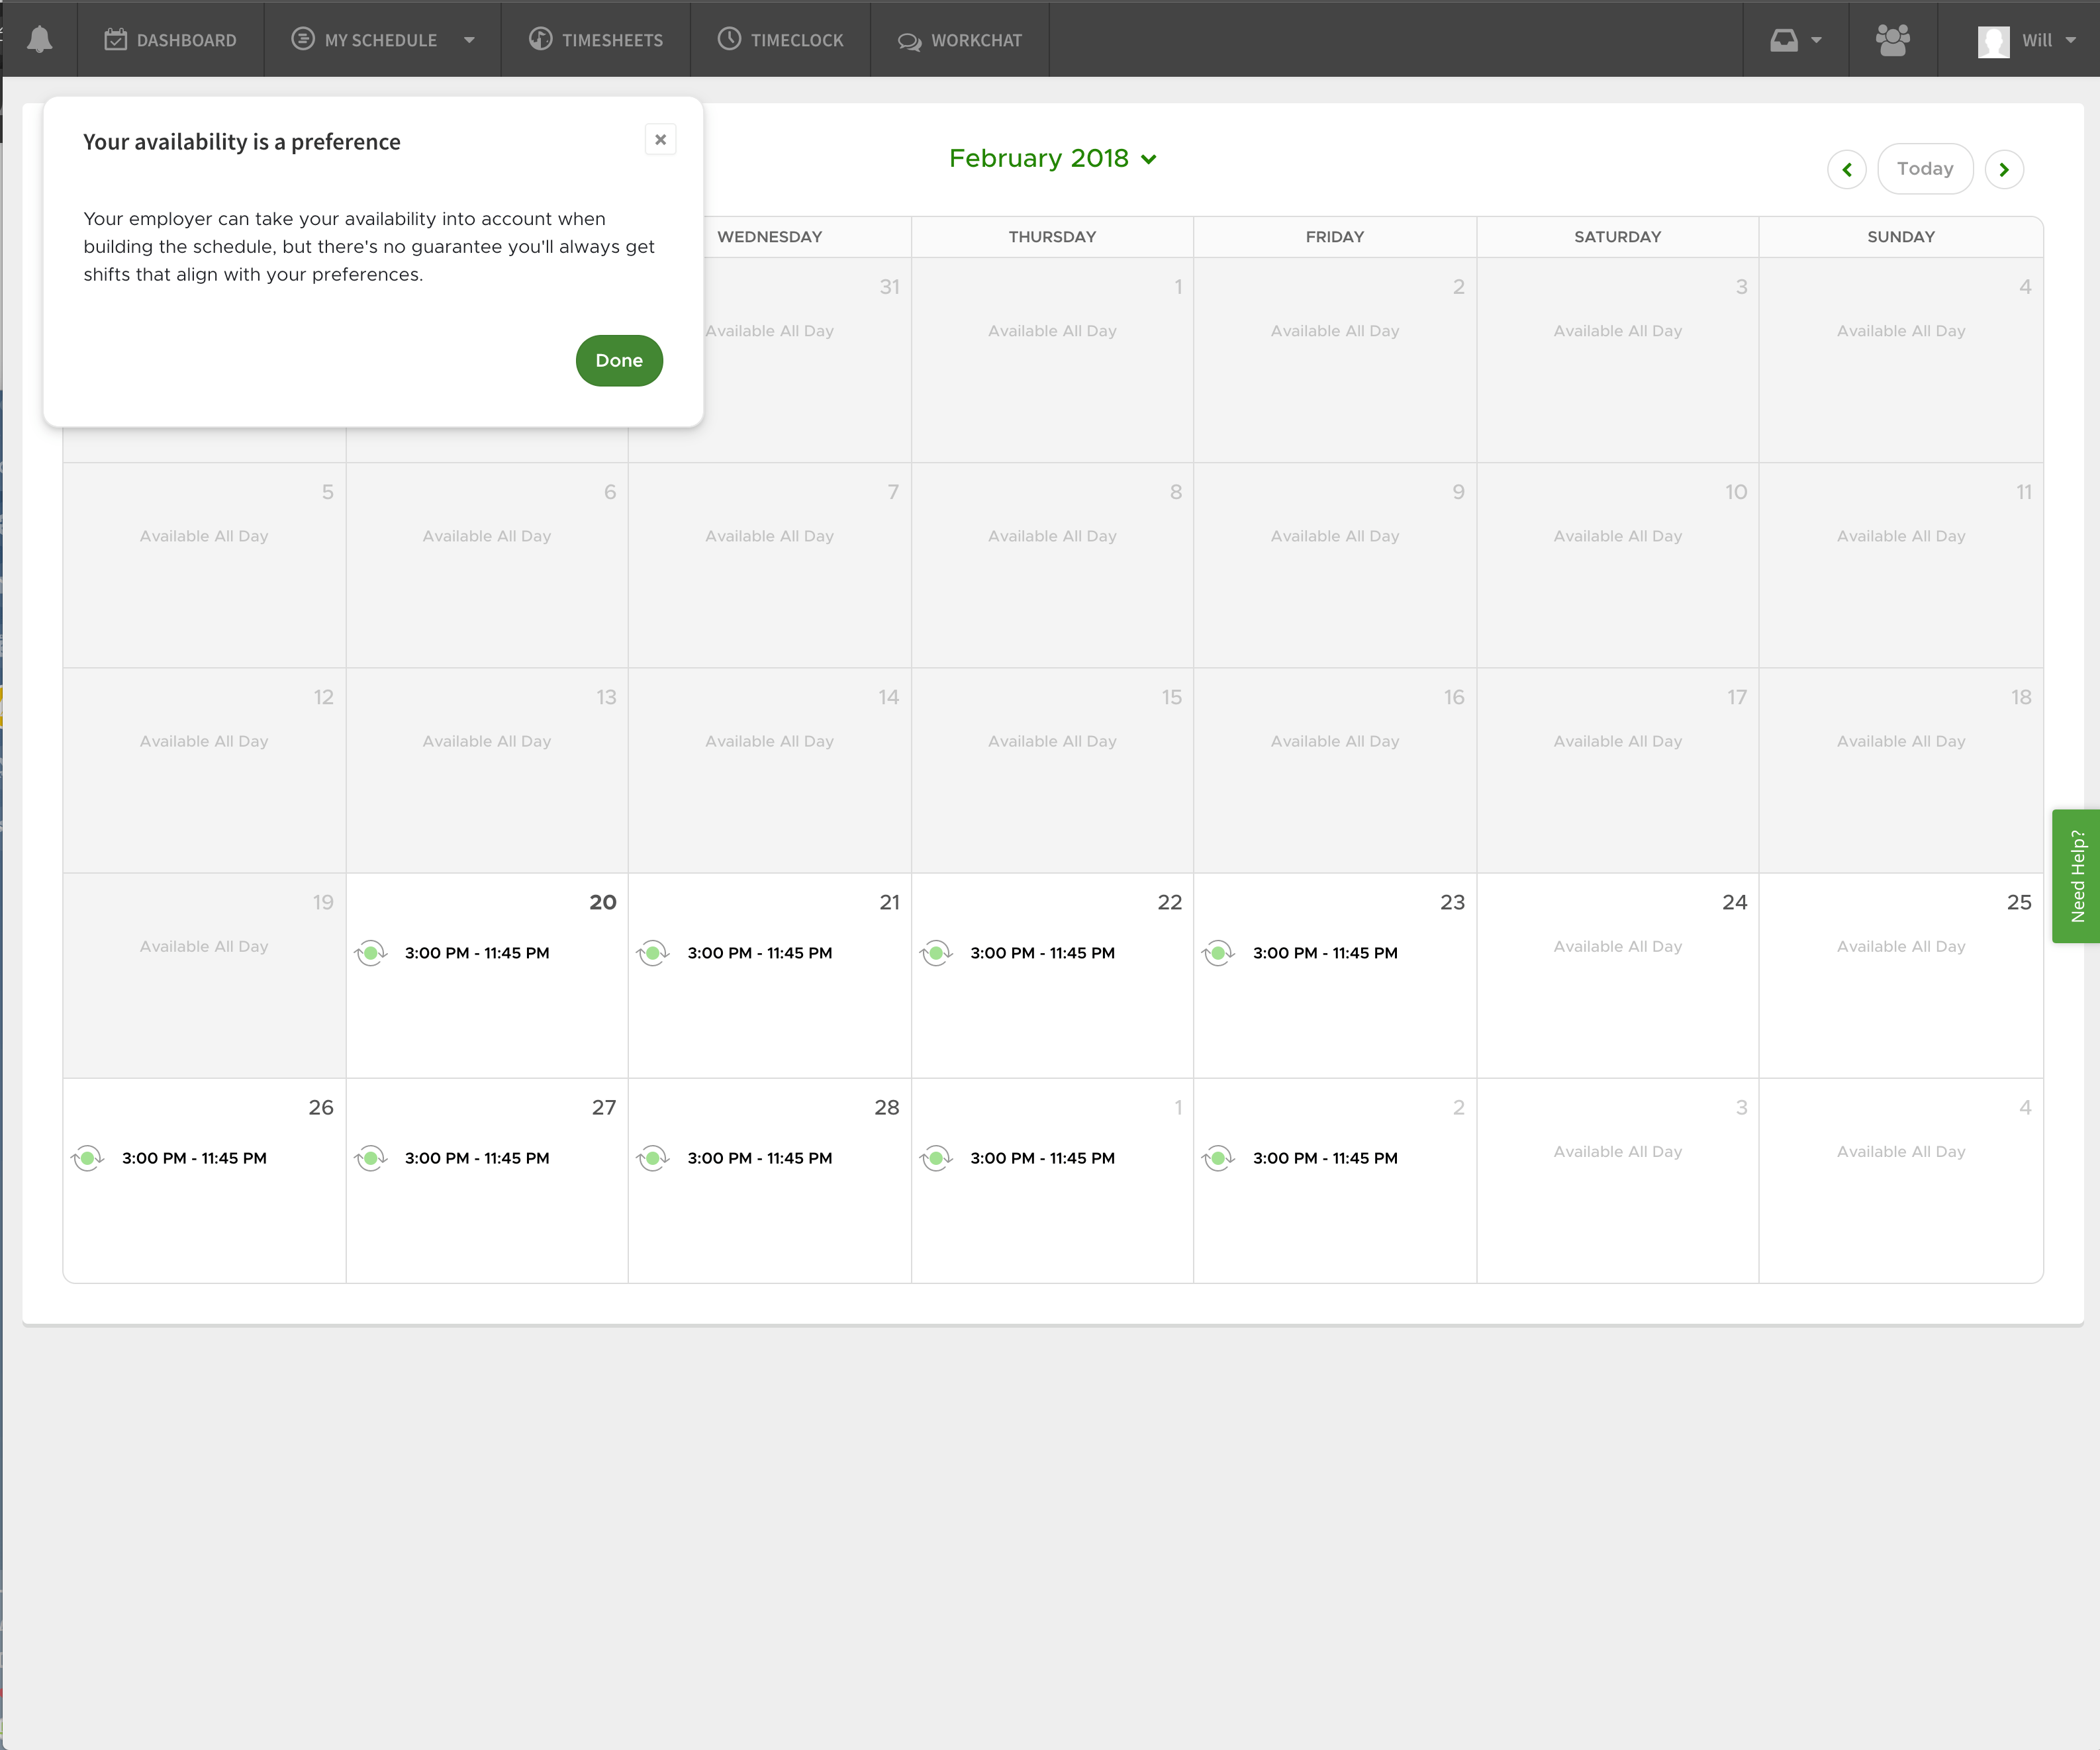 DASHBOARD
MY SCHEDULE
TIMESHEETS
TIMECLOCK
WORKCHAT
Will
Your availability is a preference
×
Your employer can take your availability into account when
building the schedule, but there's no guarantee you'll always get
shifts that align with your preferences.
Done
February 2018
Today
WEDNESDAY
THURSDAY
FRIDAY
SATURDAY
SUNDAY
31
1
2
3
4
Available All Day
Available All Day
Available All Day
Available All Day
Available All Day
5
6
7
8
9
10
11
Available All Day
Available All Day
Available All Day
Available All Day
Available All Day
Available All Day
Available All Day
12
13
14
15
16
17
18
Available All Day
Available All Day
Available All Day
Available All Day
Available All Day
Available All Day
Available All Day
19
20
21
22
23
24
25
Available All Day
3:00 PM - 11:45 PM
3:00 PM - 11:45 PM
3:00 PM - 11:45 PM
3:00 PM - 11:45 PM
Available All Day
Available All Day
Need Help?
26
27
28
1
2
3
4
3:00 PM - 11:45 PM
3:00 PM - 11:45 PM
3:00 PM - 11:45 PM
3:00 PM - 11:45 PM
3:00 PM - 11:45 PM
Available All Day
Available All Day